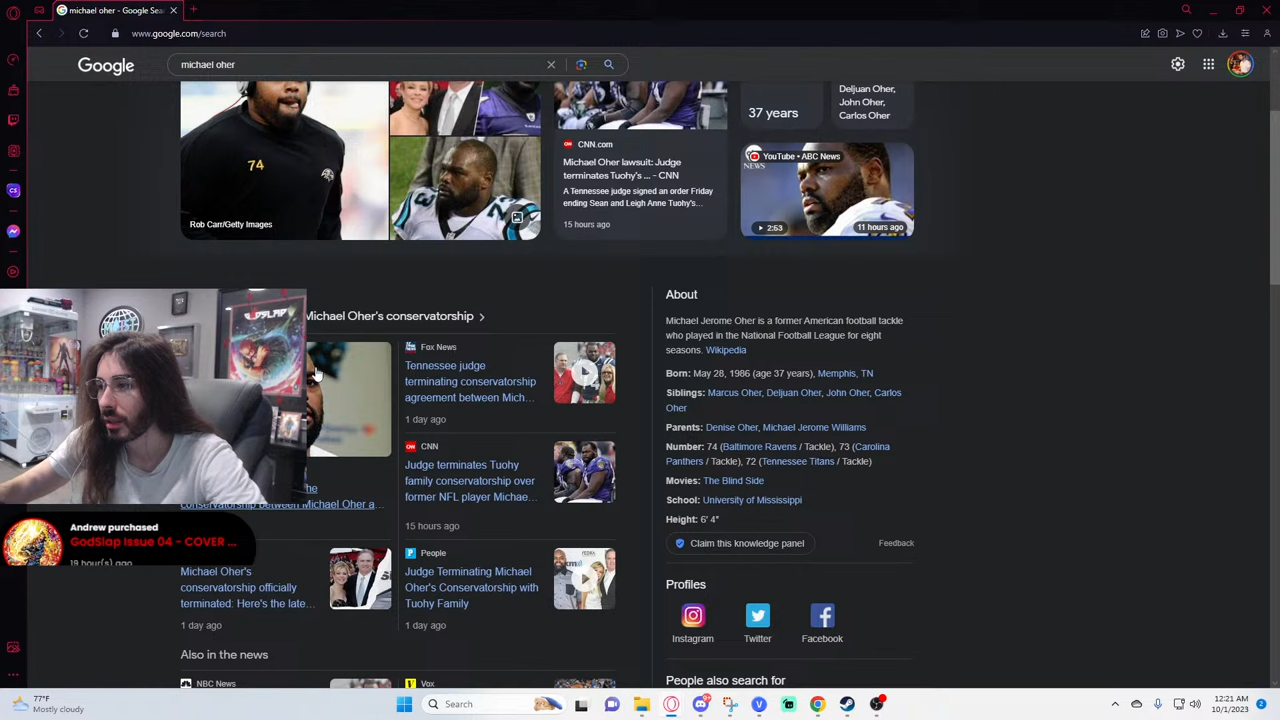 michael oher - Google Sea
www.google.com/search
Google
michael oher
74
Rob Carr/Getty Images
CNN.com
Michael Oher lawsuit: Judge
terminates Tuohy's ... - CNN
A Tennessee judge signed an order Friday
ending Sean and Leigh Anne Tuohy's...
15 hours ago
37 years
Deljuan Oher,
John Oher,
Carlos Oher
NEWS
YouTube • ABC News
2:53
11 hours ago
Michael Oher's conservatorship
GODSLAP
Fox News
Tennessee judge
terminating conservatorship
agreement between Mich...
1 day ago
CNN
Judge terminates Tuohy
family conservatorship over
former NFL player Michae...
15 hours ago
he
conservatorship between Michael Oher a...
Andrew purchased
GodSlap Issue 04 - COVER ...
19 hour(s) ago
Michael Oher's
conservatorship officially
terminated: Here's the late...
1 day ago
People
Judge Terminating Michael
Oher's Conservatorship with
Tuohy Family
1 day ago
Also in the news
NBC News
Vox
About
Michael Jerome Oher is a former American football tackle
who played in the National Football League for eight
seasons. Wikipedia
Born: May 28, 1986 (age 37 years), Memphis, TN
Siblings: Marcus Oher, Deljuan Oher, John Oher, Carlos
Oher
Parents: Denise Oher, Michael Jerome Williams
Number: 74 (Baltimore Ravens / Tackle), 73 (Carolina
Panthers / Tackle), 72 (Tennessee Titans / Tackle)
Movies: The Blind Side
School: University of Mississippi
Height: 6′ 4″
Claim this knowledge panel
Feedback
Profiles
Instagram
Twitter
Facebook
People also search for
77°F
Mostly cloudy
Search
12:21 AM
10/1/2023